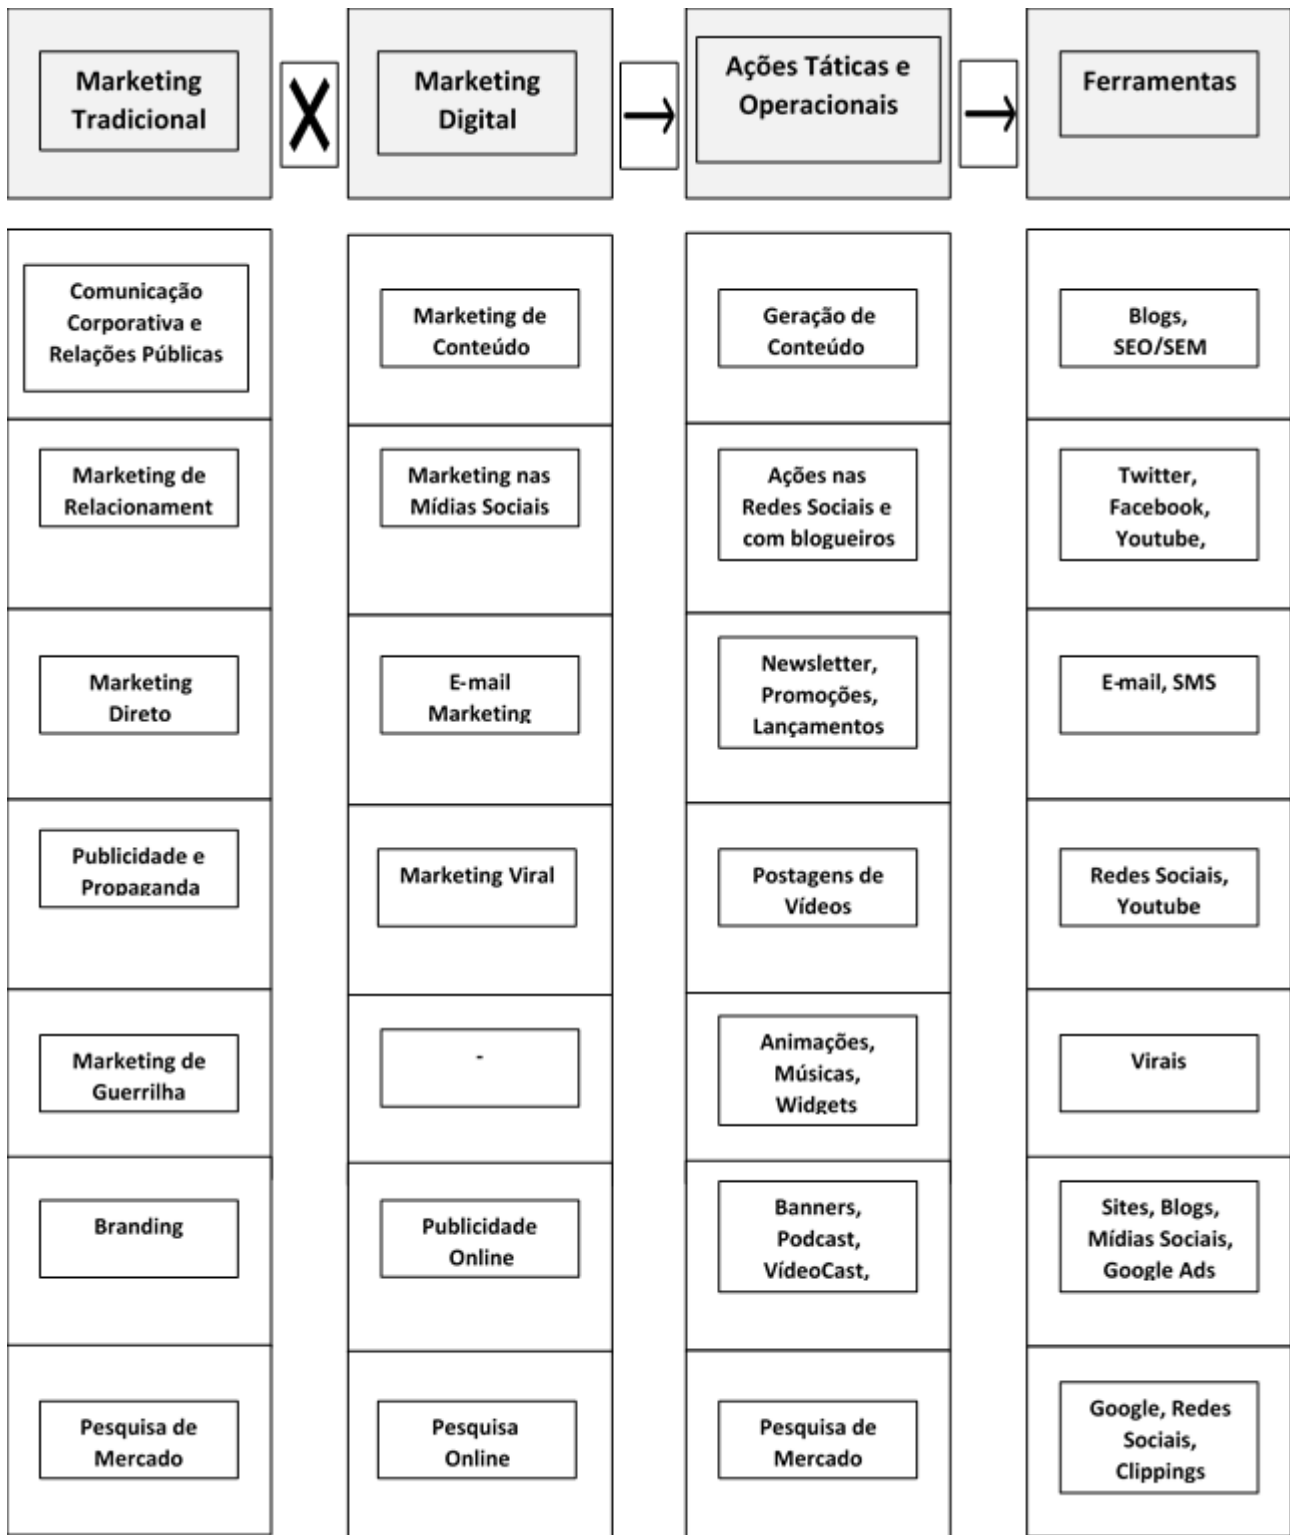 Marketing
Tradicional
X
Marketing
Digital
→
Ações Táticas e
Operacionais
→
Ferramentas
Comunicação
Corporativa e
Relações Públicas
Marketing de
Conteúdo
Geração de
Conteúdo
Blogs,
SEO/SEM
Marketing de
Relacionament
Marketing nas
Mídias Sociais
Ações nas
Redes Sociais e
com blogueiros
Twitter,
Facebook,
Youtube,
Marketing
Direto
E-mail
Marketing
Newsletter,
Promoções,
Lançamentos
E-mail, SMS
Publicidade e
Propaganda
Marketing Viral
Postagens de
Vídeos
Redes Sociais,
Youtube
Marketing de
Guerrilha
-
Animações,
Músicas,
Widgets
Virais
Branding
Publicidade
Online
Banners,
Podcast,
VídeoCast,
Sites, Blogs,
Mídias Sociais,
Google Ads
Pesquisa de
Mercado
Pesquisa
Online
Pesquisa de
Mercado
Google, Redes
Sociais,
Clippings